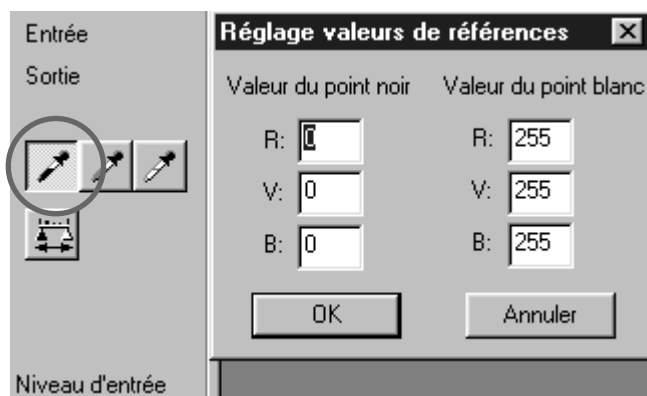 Entrée
Sortie
Niveau d'entrée
Réglage valeurs de références
Valeur du point noir Valeur du point blanc
R: 0 R: 255
V: 0 V: 255
B: 0 B: 255
OK Annuler